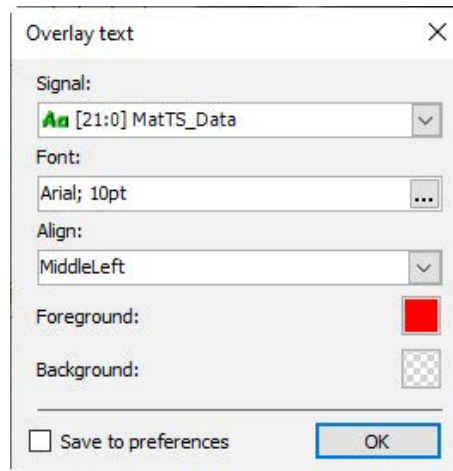 Overlay text
Signal:
Aa [21:0] MatTS_Data
Font:
Arial; 10pt
...
Align:
MiddleLeft
Foreground:
Background:
Save to preferences
OK